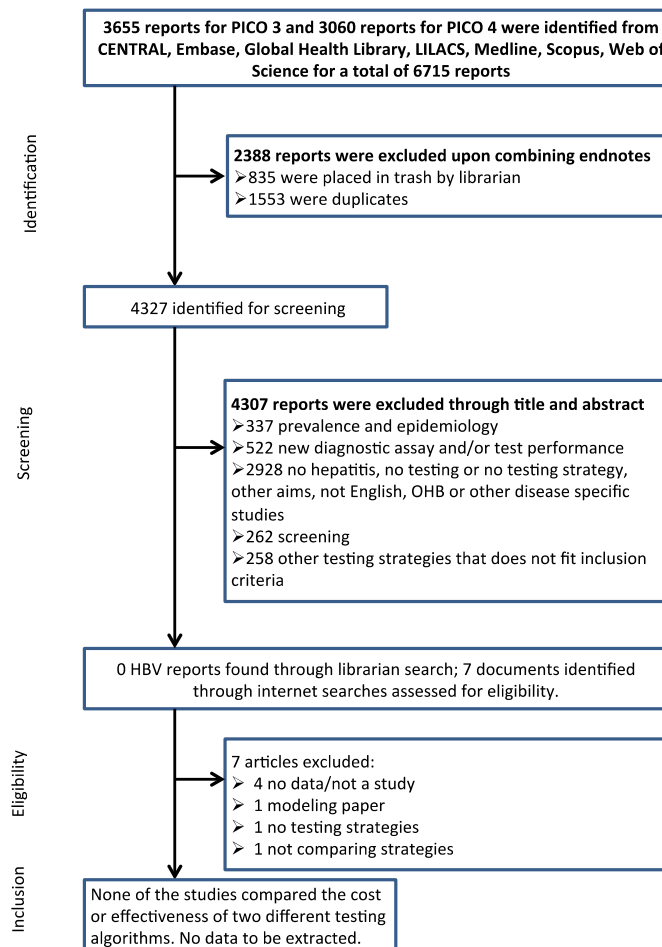 3655 reports for PICO 3 and 3060 reports for PICO 4 were identified from
CENTRAL, Embase, Global Health Library, LILACS, Medline, Scopus, Web of
Science for a total of 6715 reports
Identification
2388 reports were excluded upon combining endnotes
➢835 were placed in trash by librarian
➢1553 were duplicates
4327 identified for screening
Screening
4307 reports were excluded through title and abstract
➢337 prevalence and epidemiology
➢522 new diagnostic assay and/or test performance
➢2928 no hepatitis, no testing or no testing strategy,
other aims, not English, OHB or other disease specific
studies
➢262 screening
➢258 other testing strategies that does not fit inclusion
criteria
0 HBV reports found through librarian search; 7 documents identified
through internet searches assessed for eligibility.
Eligibility
7 articles excluded:
➢ 4 no data/not a study
➢ 1 modeling paper
➢ 1 no testing strategies
➢ 1 not comparing strategies
Inclusion
None of the studies compared the cost
or effectiveness of two different testing
algorithms. No data to be extracted.